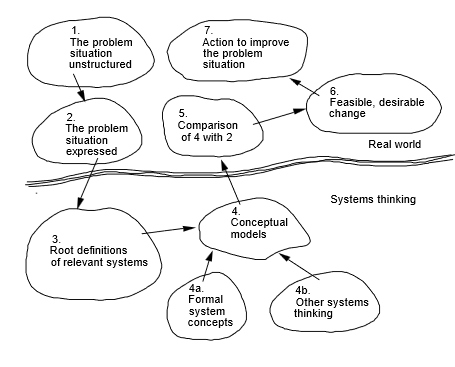 1.
The problem
situation
unstructured
7.
Action to improve
the problem
situation
2.
The problem
situation
expressed
5.
Comparison
of 4 with 2
6.
Feasible, desirable
change
Real world
Systems thinking
3.
Root definitions
of relevant systems
4.
Conceptual
models
4a.
Formal
system
concepts
4b.
Other systems
thinking